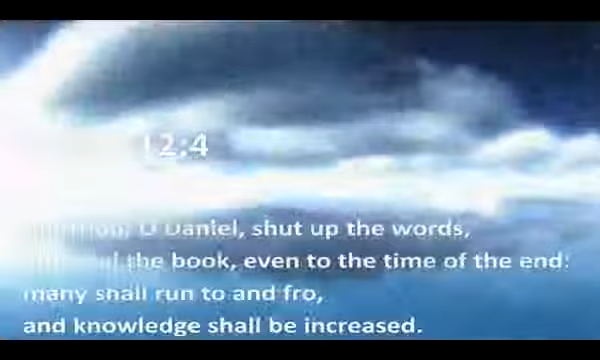 12:4
thou, O Daniel, shut up the words,
the book, even to the time of the end:
many shall run to and fro,
and knowledge shall be increased.